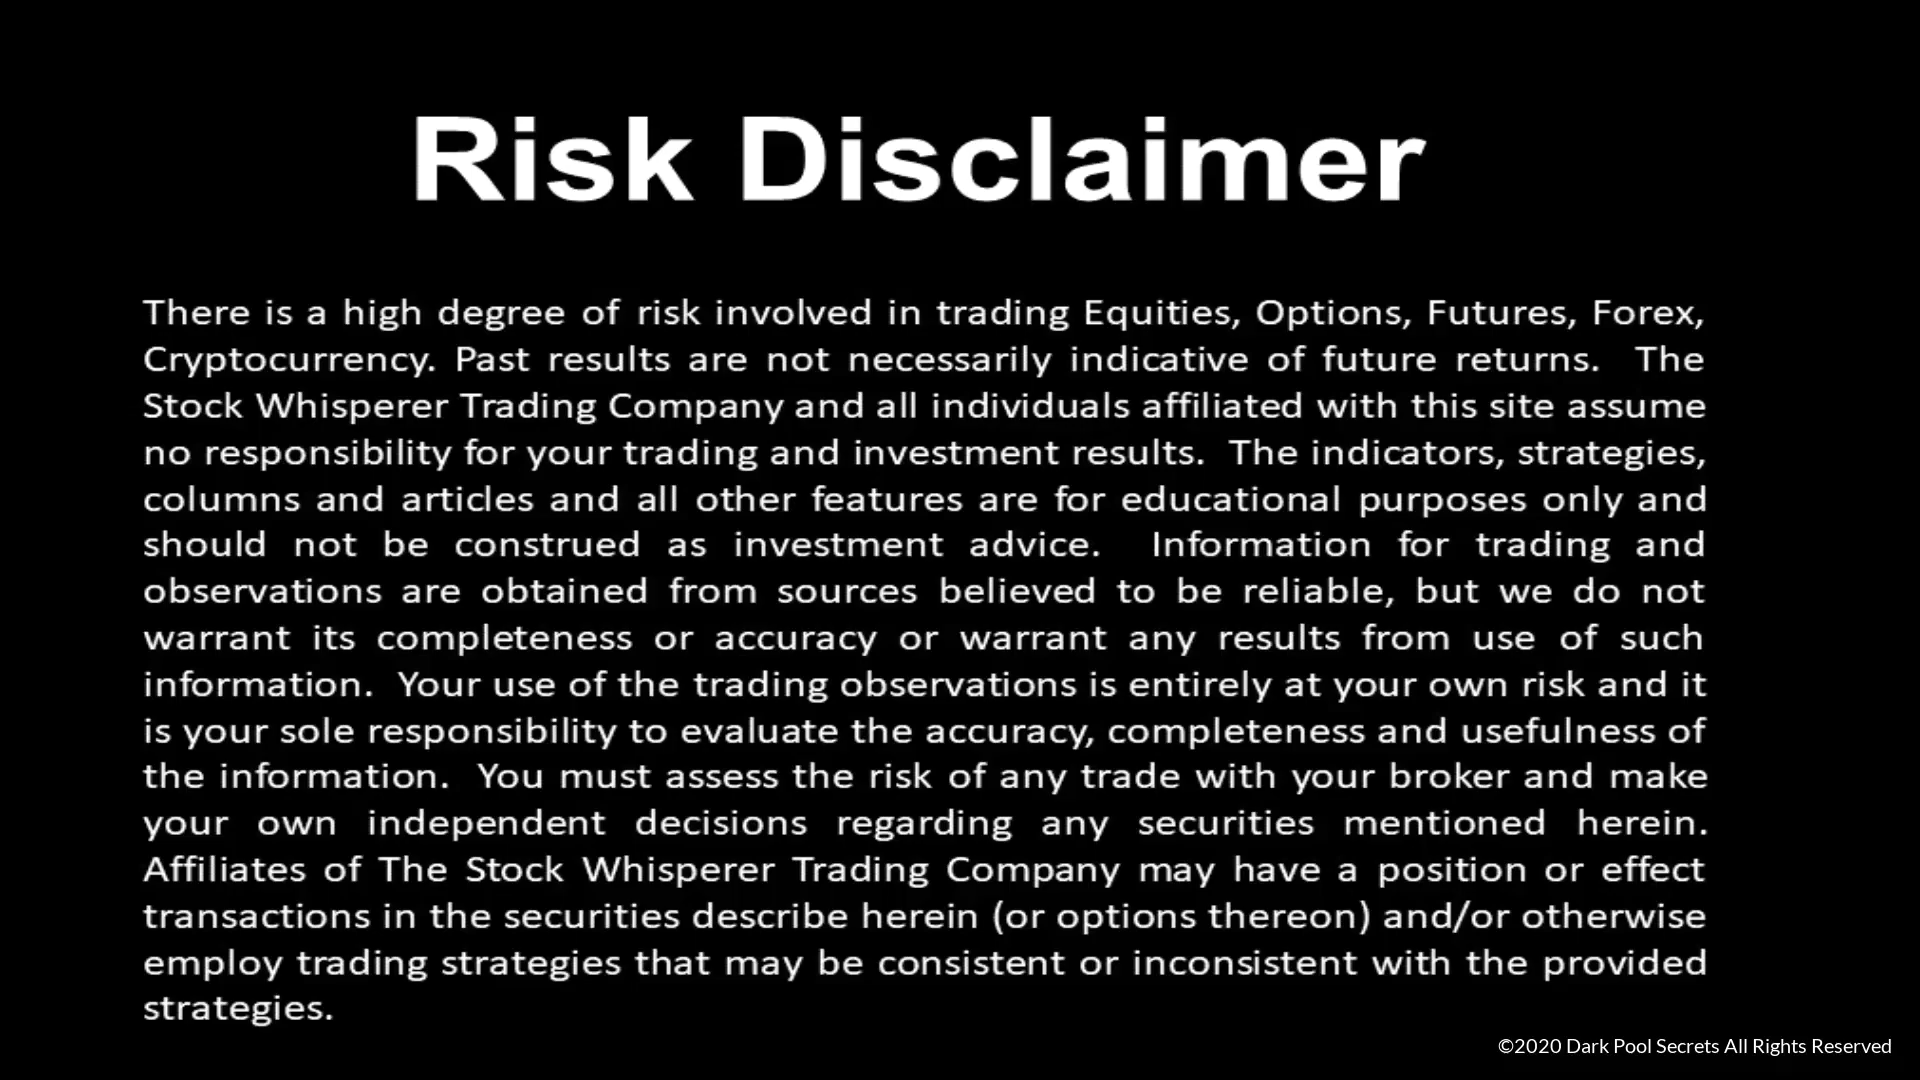 Risk Disclaimer
There is a high degree of risk involved in trading Equities, Options, Futures, Forex,
Cryptocurrency. Past results are not necessarily indicative of future returns. The
Stock Whisperer Trading Company and all individuals affiliated with this site assume
no responsibility for your trading and investment results. The indicators, strategies,
columns and articles and all other features are for educational purposes only and
should not be construed as investment advice. Information for trading and
observations are obtained from sources believed to be reliable, but we do not
warrant its completeness or accuracy or warrant any results from use of such
information. Your use of the trading observations is entirely at your own risk and it
is your sole responsibility to evaluate the accuracy, completeness and usefulness of
the information. You must assess the risk of any trade with your broker and make
your own independent decisions regarding any securities mentioned herein.
Affiliates of The Stock Whisperer Trading Company may have a position or effect
transactions in the securities describe herein (or options thereon) and/or otherwise
employ trading strategies that may be consistent or inconsistent with the provided
strategies.
©2020 Dark Pool Secrets All Rights Reserved